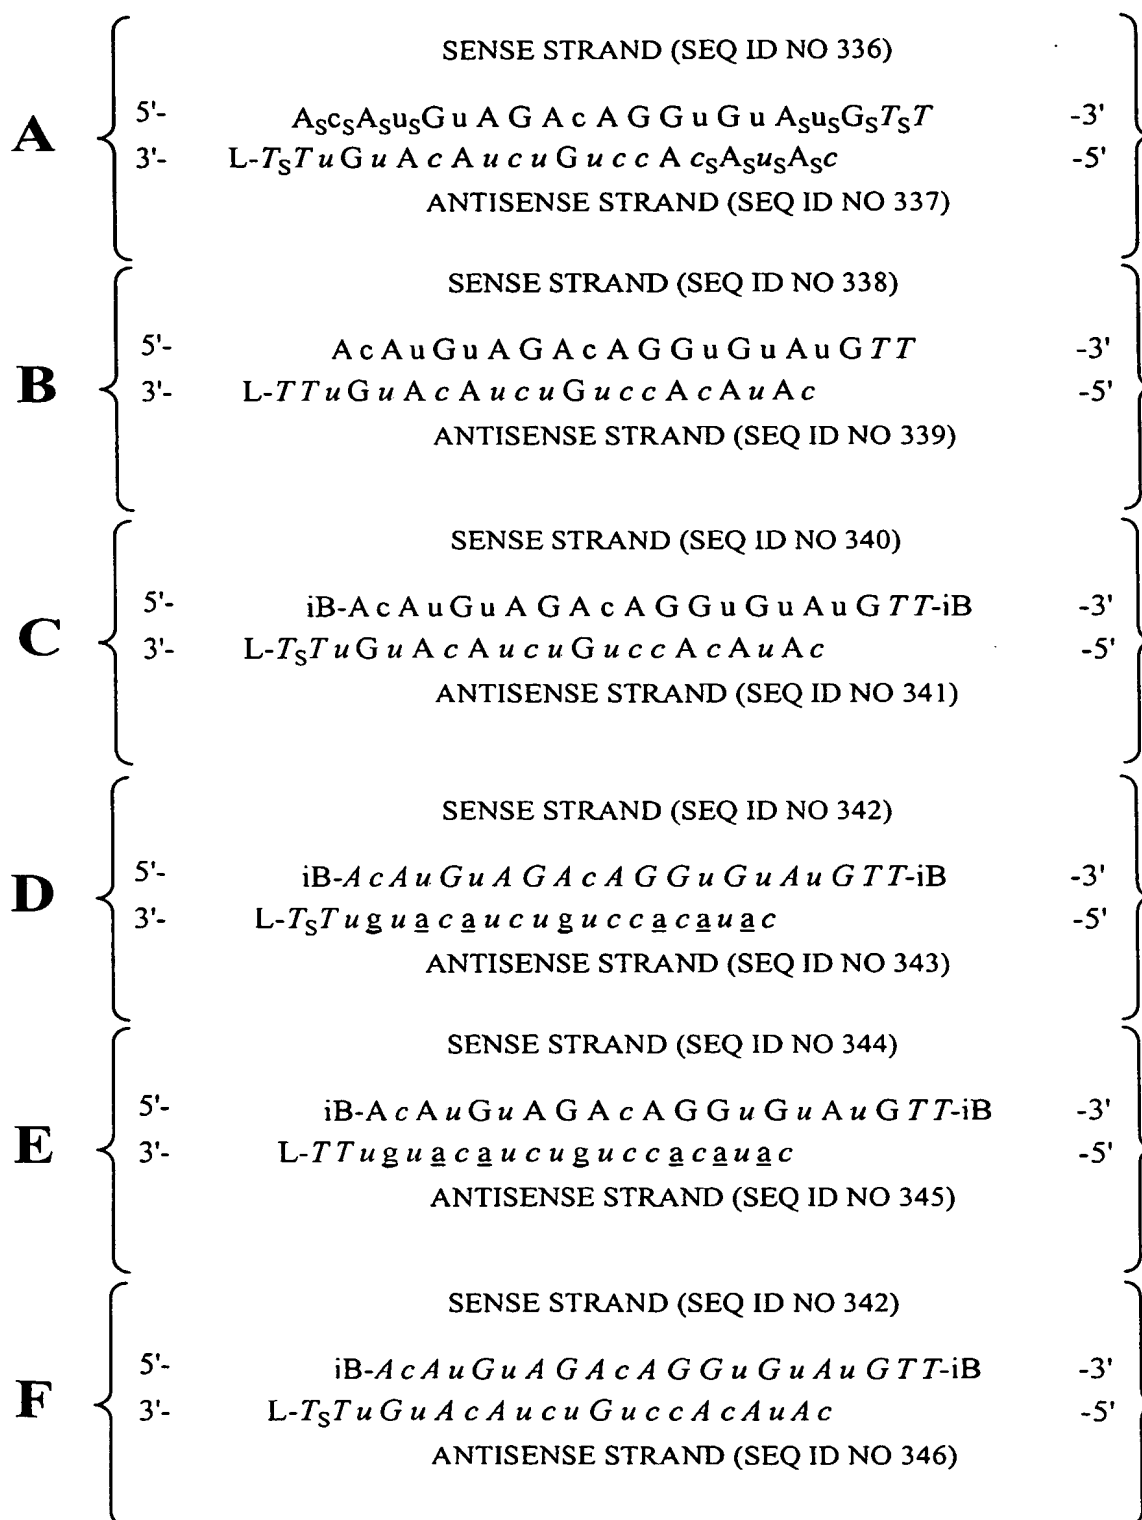 SENSE STRAND (SEQ ID NO 336)
A 5'- AScSASuSGuAGAcAGGuGuASuSGSTST -3'
3'- L-TSTuGuAcAucuGuccAcSASuSASc -5'
ANTISENSE STRAND (SEQ ID NO 337)
SENSE STRAND (SEQ ID NO 338)
B 5'- AcAuGuAGAcAGGuGuAuGTT -3'
3'- L-TTuGuAcAucuGuccAcAuAc -5'
ANTISENSE STRAND (SEQ ID NO 339)
SENSE STRAND (SEQ ID NO 340)
C 5'- iB-AcAuGuAGAcAGGuGuAuGTT-iB -3'
3'- L-TSTuGuAcAucuGuccAcAuAc -5'
ANTISENSE STRAND (SEQ ID NO 341)
SENSE STRAND (SEQ ID NO 342)
D 5'- iB-AcAuGuAGAcAGGuGuAuGTT-iB -3'
3'- L-TSTuguacaucuguccacauac -5'
ANTISENSE STRAND (SEQ ID NO 343)
SENSE STRAND (SEQ ID NO 344)
E 5'- iB-AcAuGuAGAcAGGuGuAuGTT-iB -3'
3'- L-TTuguacaucuguccacauac -5'
ANTISENSE STRAND (SEQ ID NO 345)
SENSE STRAND (SEQ ID NO 342)
F 5'- iB-AcAuGuAGAcAGGuGuAuGTT-iB -3'
3'- L-TSTuGuAcAucuGuccAcAuAc -5'
ANTISENSE STRAND (SEQ ID NO 346)